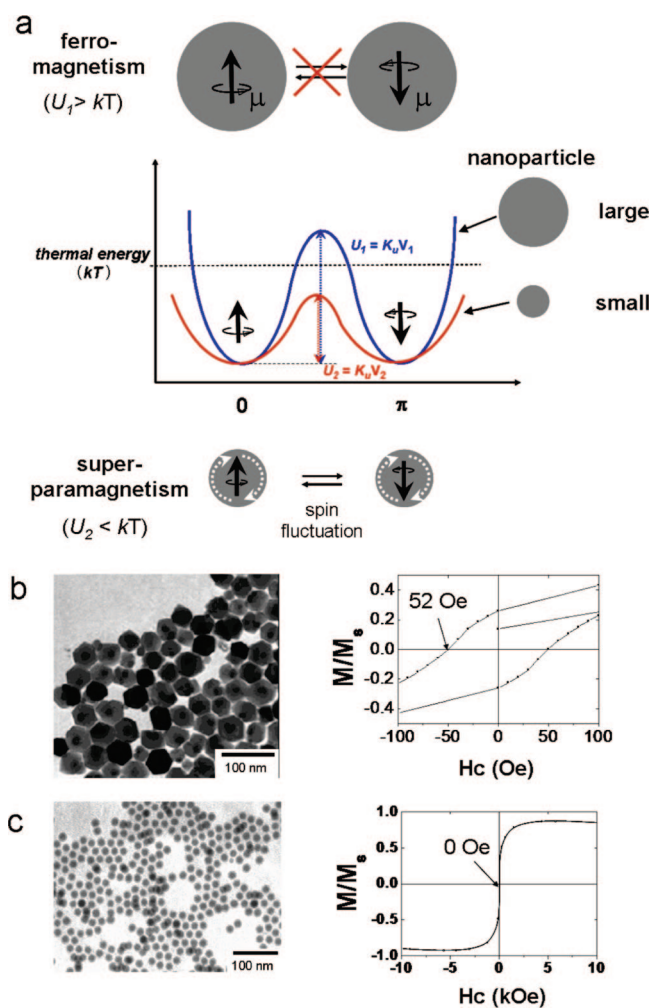 a
ferro-
magnetism
(U₁> kT)
μ
μ
nanoparticle
large
small
thermal energy
(kT)
U₁ = KᵤV₁
U₂ = KᵤV₂
0
π
super-
paramagnetism
(U₂ < kT)
spin
fluctuation
b
100 nm
52 Oe
M/Mₛ
0.4
0.2
0.0
-0.2
-0.4
-100
-50
0
50
100
Hc (Oe)
c
100 nm
0 Oe
M/Mₛ
1.0
0.5
0.0
-0.5
-1.0
-10
-5
0
5
10
Hc (kOe)